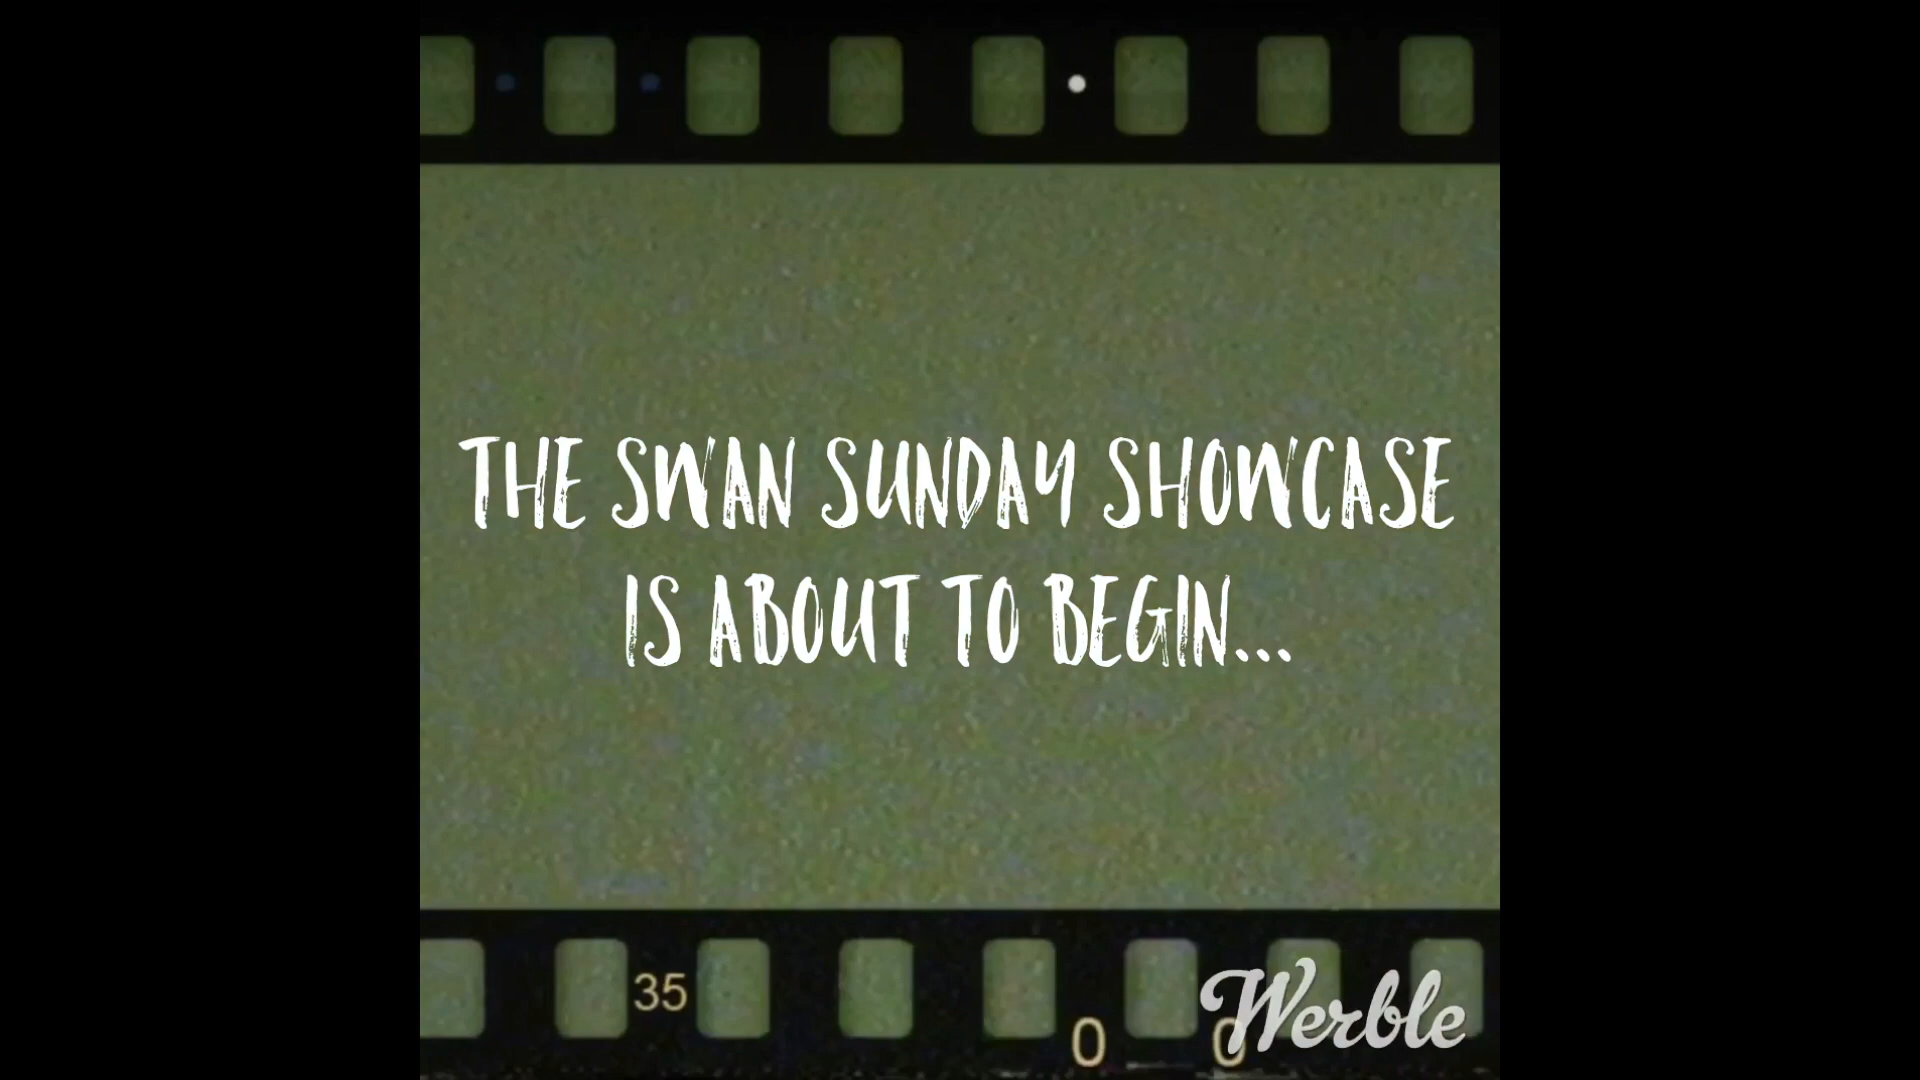 THE SWAN SUNDAY SHOWCASE
IS ABOUT TO BEGIN...
35
0
0
Werble